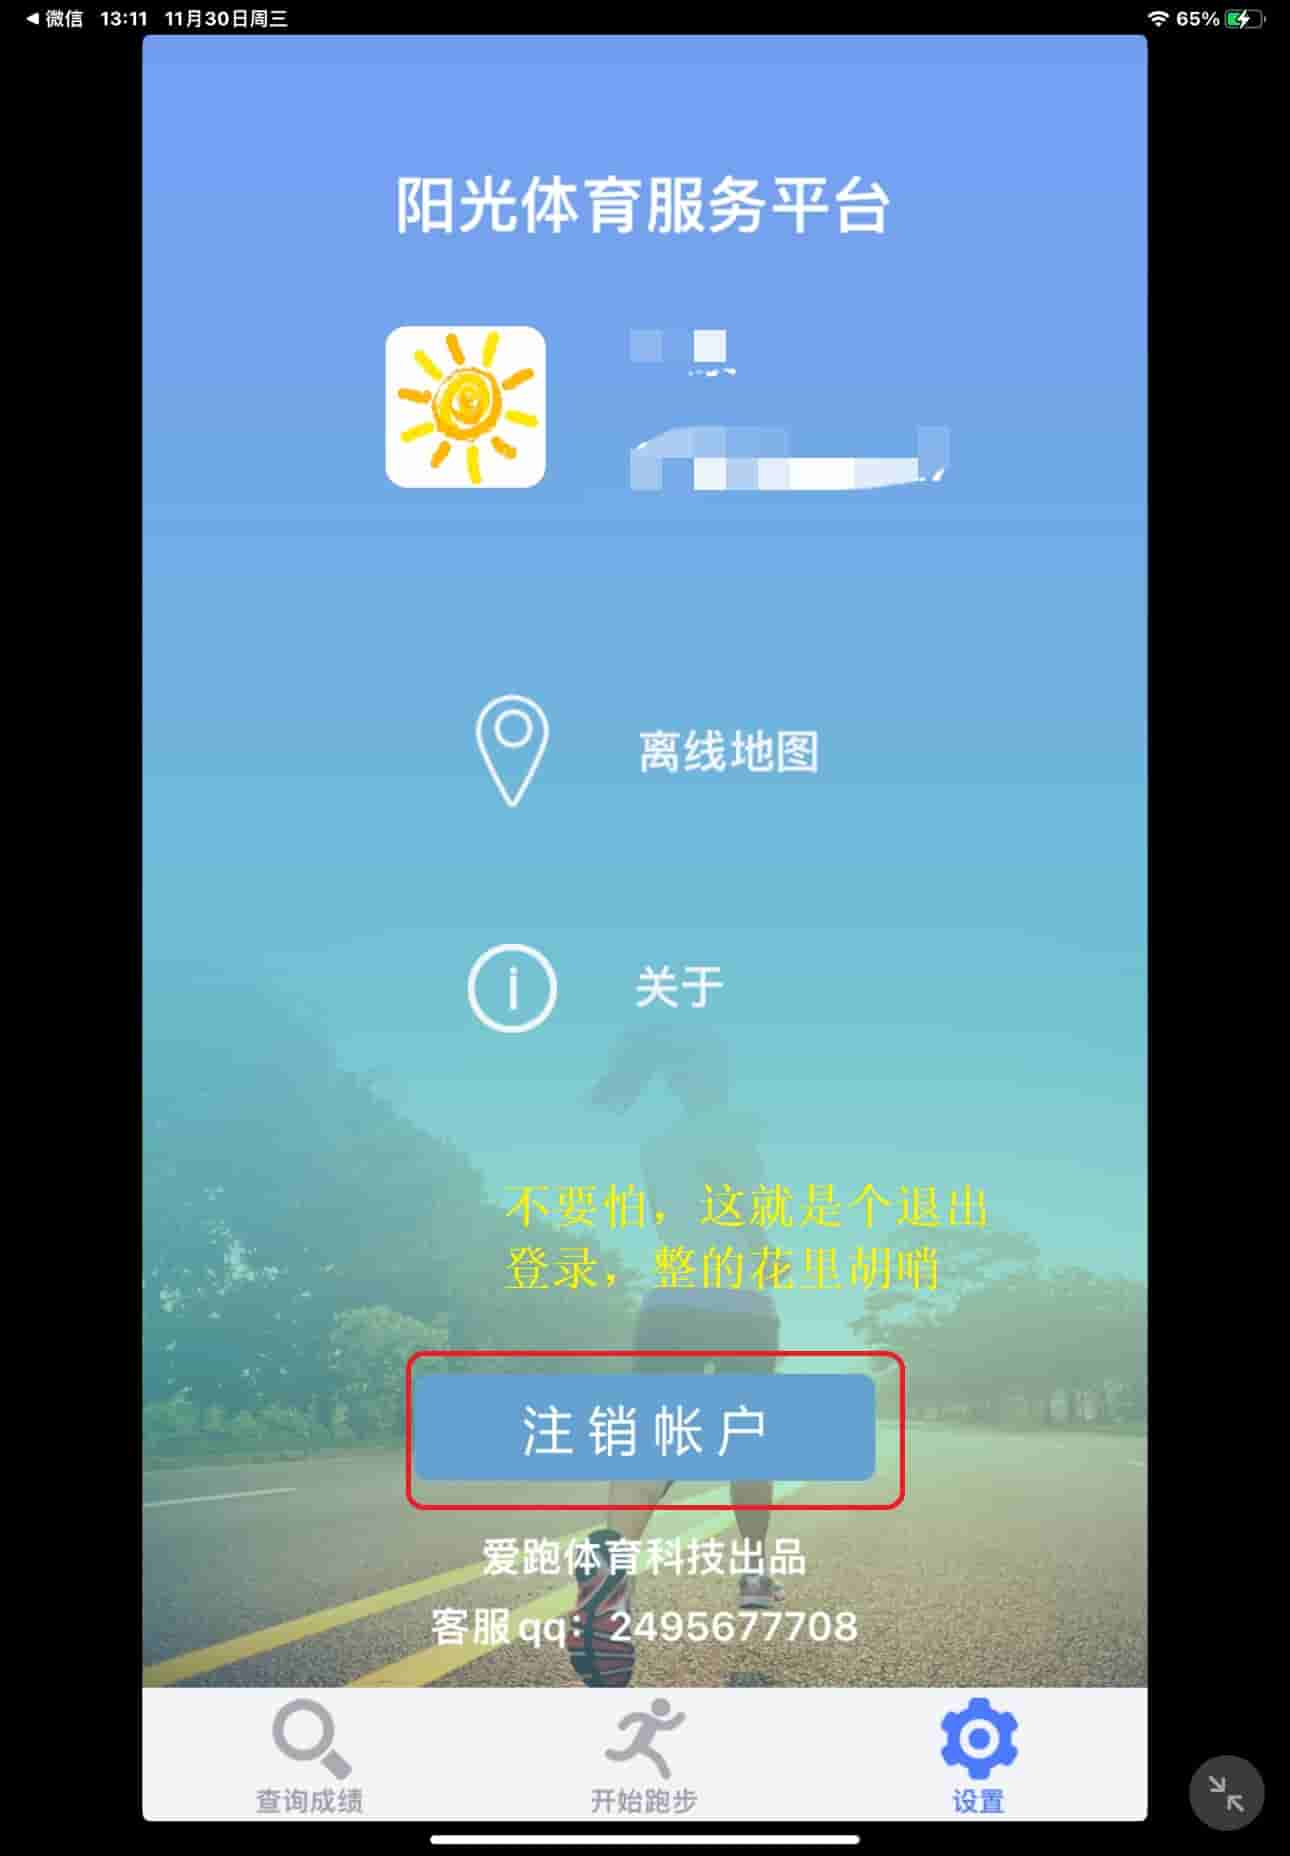 微信 13:11 11月30日周三 65%
阳光体育服务平台
离线地图
关于
不要怕，这就是个退出
登录，整的花里胡哨
注销帐户
爱跑体育科技出品
客服qq：2495677708
查询成绩 开始跑步 设置